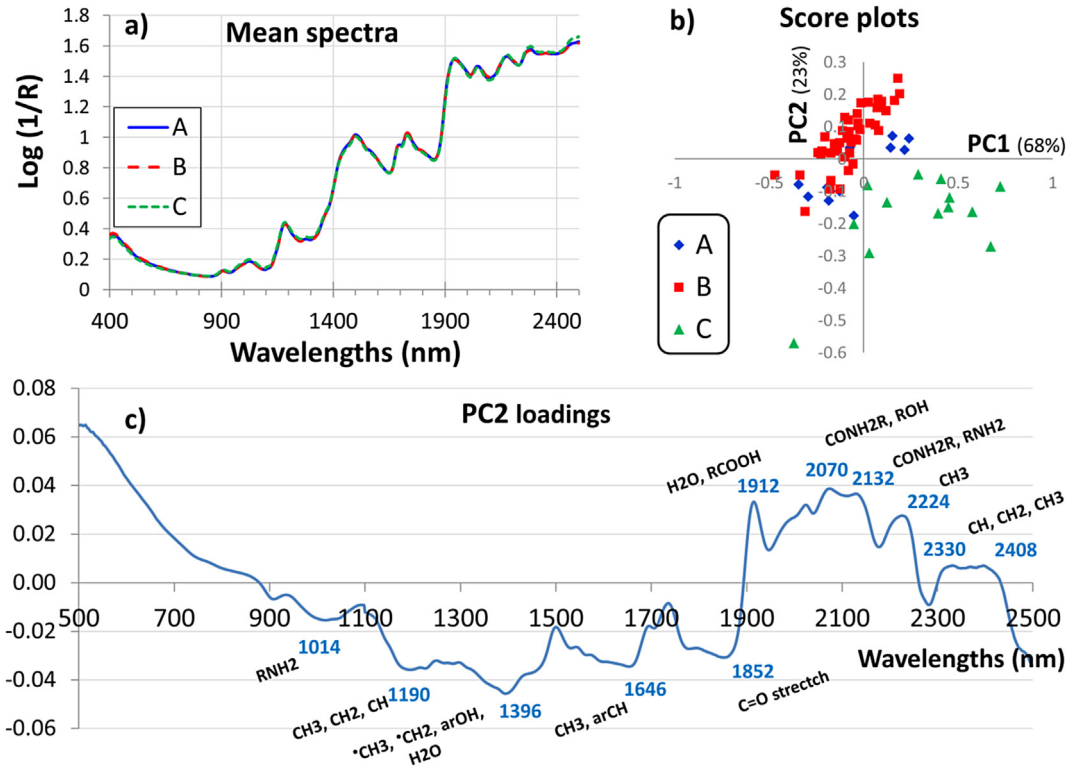 a)
Mean spectra
Log (1/R)
1.8
1.6
1.4
1.2
1
0.8
0.6
0.4
0.2
0
A
B
C
400 900 1400 1900 2400
Wavelengths (nm)
b)
Score plots
PC2 (23%)
0.3
0.2
0.1
0
-0.1
-0.2
-0.3
-0.4
-0.5
-0.6
PC1 (68%)
-1 -0.5 0 0.5 1
A
B
C
c)
PC2 loadings
0.08
0.06
0.04
0.02
0.00
-0.02
-0.04
-0.06
500 700 900 1100 1300 1500 1700 1900 2100 2300 2500
Wavelengths (nm)
RNH2
1014
CH3, CH2, CH
1190
•CH3, •CH2, arOH,
H2O
1396
CH3, arCH
1646
1852
C=O strectch
H2O, RCOOH
1912
CONH2R, ROH
2070
CONH2R, RNH2
2132
CH3
2224
CH, CH2, CH3
2330
2408